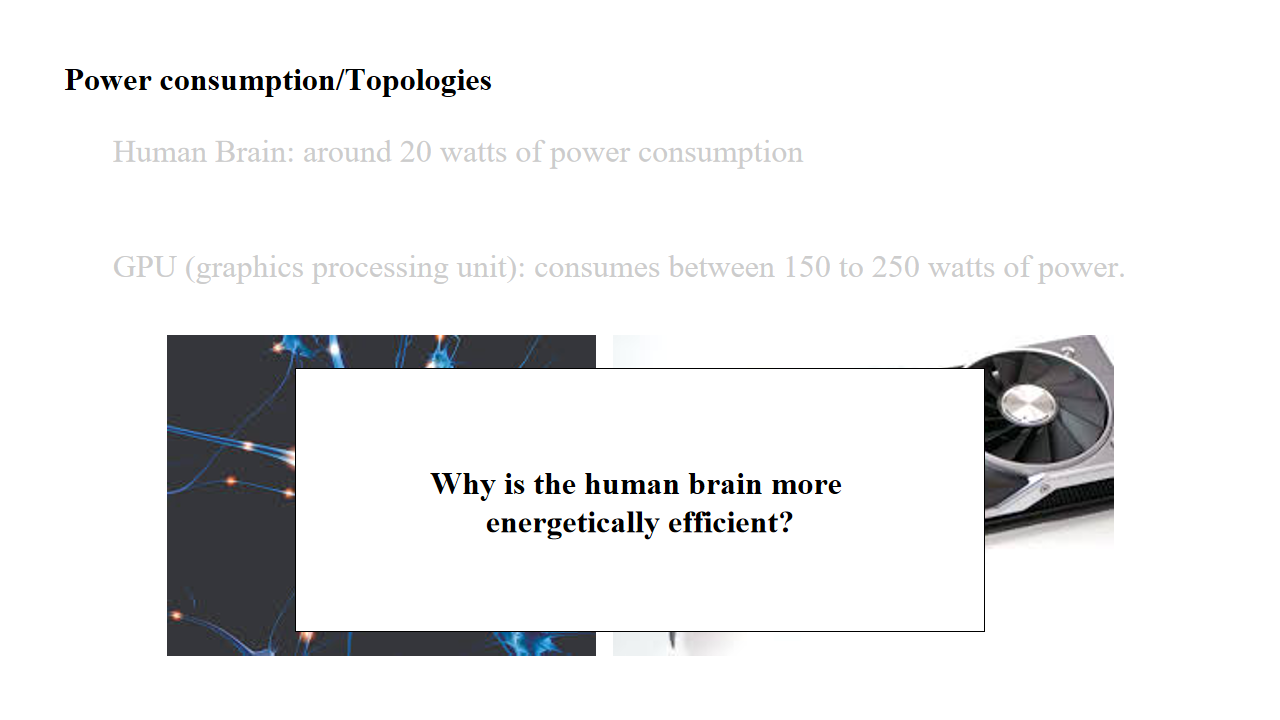 Power consumption/Topologies
Human Brain: around 20 watts of power consumption
GPU (graphics processing unit): consumes between 150 to 250 watts of power.
Why is the human brain more
energetically efficient?